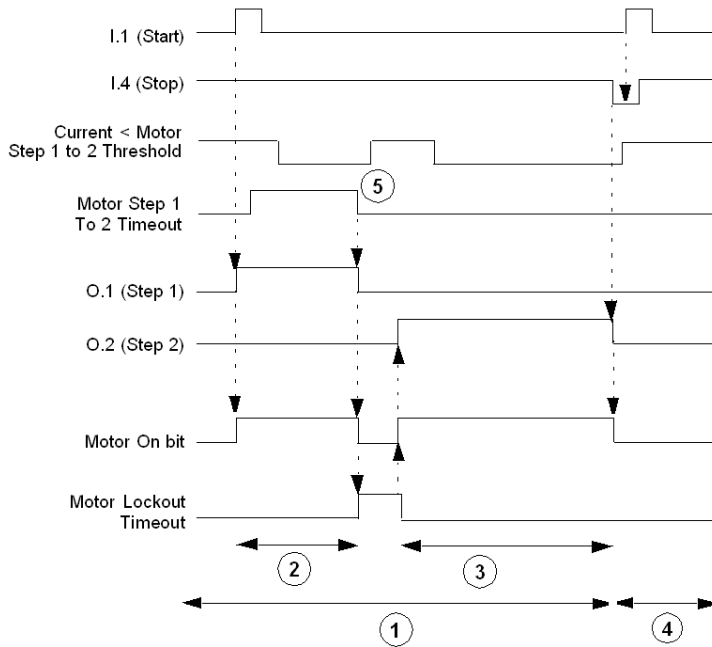 I.1 (Start)
I.4 (Stop)
Current < Motor
Step 1 to 2 Threshold
5
Motor Step 1
To 2 Timeout
O.1 (Step 1)
O.2 (Step 2)
Motor On bit
Motor Lockout
Timeout
2
3
1
4